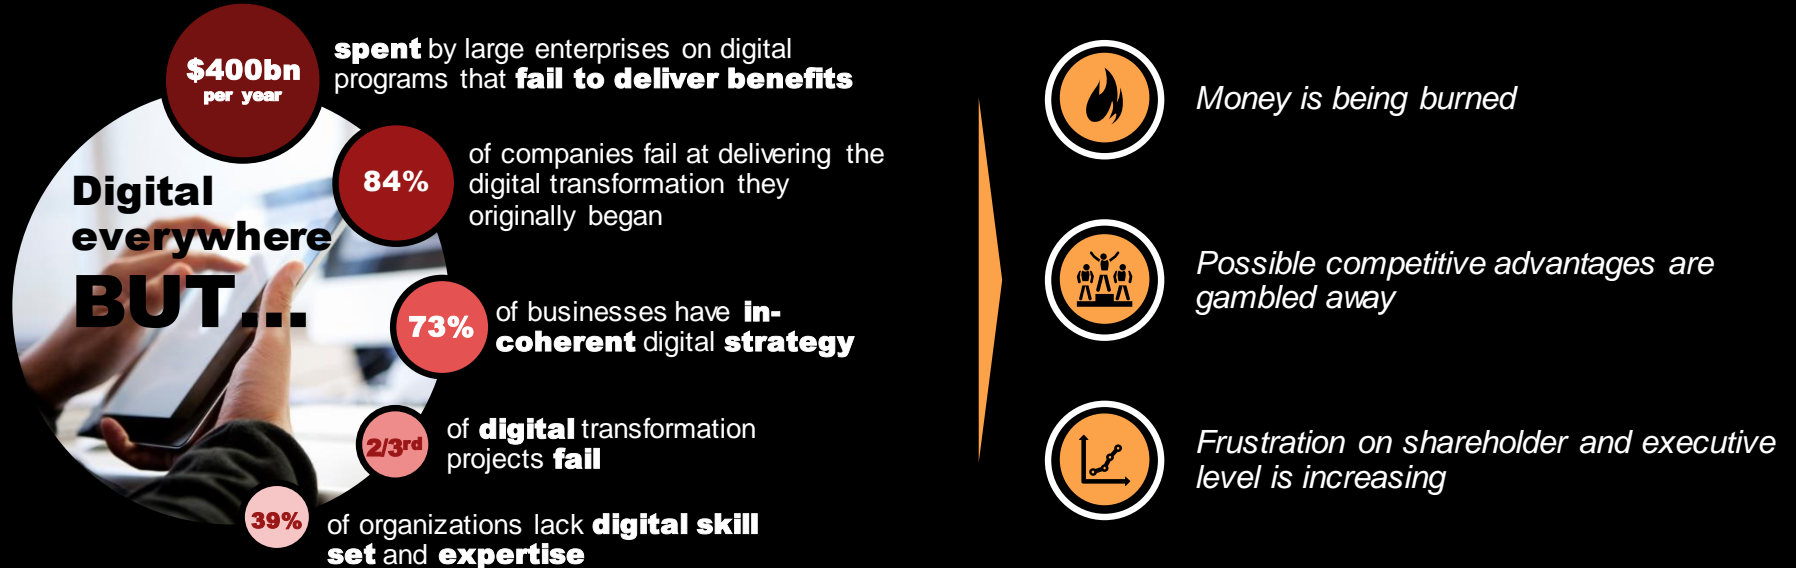 Digital
everywhere
BUT...
$400bn
per year
spent by large enterprises on digital
programs that fail to deliver benefits
84%
of companies fail at delivering the
digital transformation they
originally began
73%
of businesses have in-
coherent digital strategy
2/3rd
of digital transformation
projects fail
39%
of organizations lack digital skill
set and expertise
Money is being burned
Possible competitive advantages are
gambled away
Frustration on shareholder and executive
level is increasing